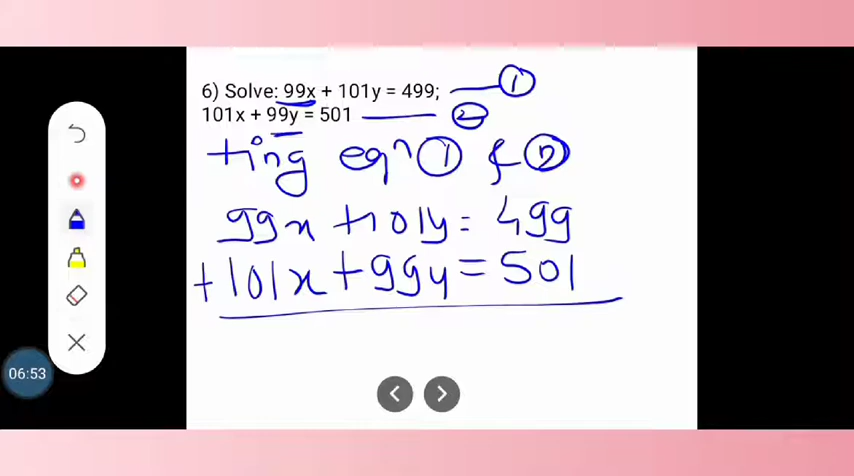 6) Solve: 99x + 101y = 499; ①
101x + 99y = 501 ②
+ing eqn ① & ②
99x + 101y = 499
+ 101x + 99y = 501
06:53